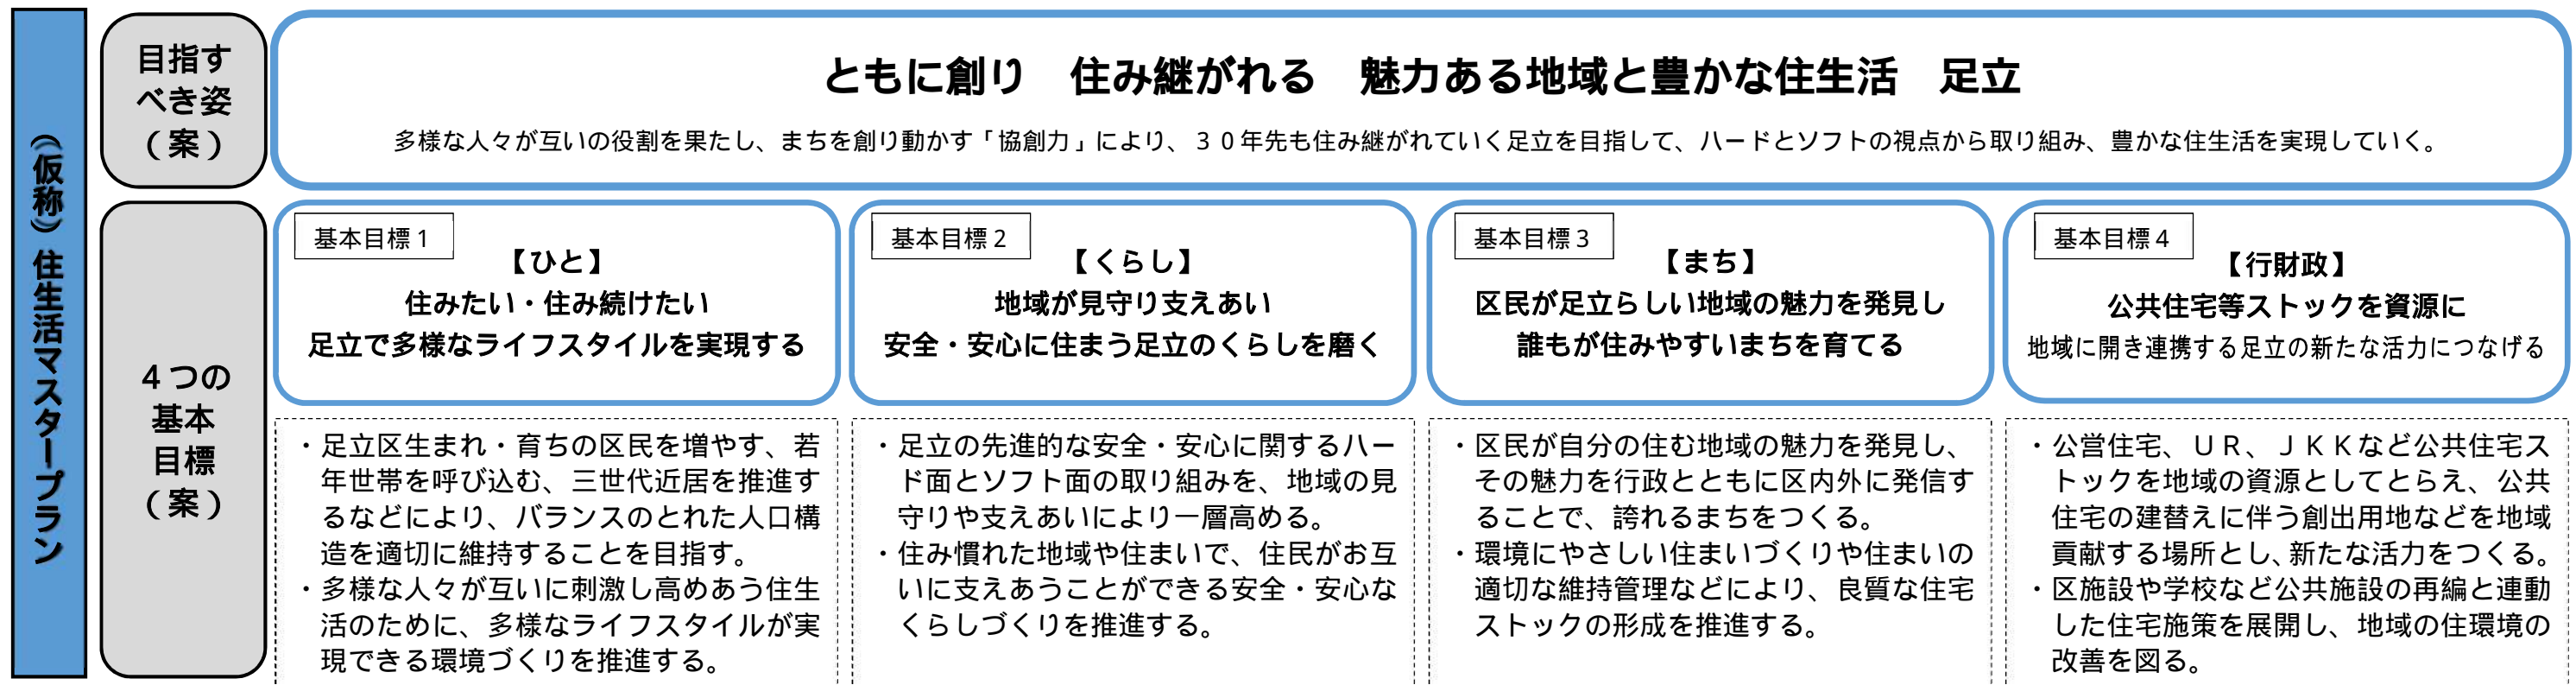 （仮称）住生活マスタープラン
目指す
べき姿
（案）
ともに創り　住み継がれる　魅力ある地域と豊かな住生活　足立
多様な人々が互いの役割を果たし、まちを創り動かす「協創力」により、３０年先も住み継がれていく足立を目指して、ハードとソフトの視点から取り組み、豊かな住生活を実現していく。
４つの
基本
目標
（案）
基本目標１
【ひと】
住みたい・住み続けたい
足立で多様なライフスタイルを実現する
・足立区生まれ・育ちの区民を増やす、若
年世帯を呼び込む、三世代近居を推進す
るなどにより、バランスのとれた人口構
造を適切に維持することを目指す。
・多様な人々が互いに刺激し高めあう住生
活のために、多様なライフスタイルが実
現できる環境づくりを推進する。
基本目標２
【くらし】
地域が見守り支えあい
安全・安心に住まう足立のくらしを磨く
・足立の先進的な安全・安心に関するハー
ド面とソフト面の取り組みを、地域の見
守りや支えあいにより一層高める。
・住み慣れた地域や住まいで、住民がお互
いに支えあうことができる安全・安心な
くらしづくりを推進する。
基本目標３
【まち】
区民が足立らしい地域の魅力を発見し
誰もが住みやすいまちを育てる
・区民が自分の住む地域の魅力を発見し、
その魅力を行政とともに区内外に発信す
ることで、誇れるまちをつくる。
・環境にやさしい住まいづくりや住まいの
適切な維持管理などにより、良質な住宅
ストックの形成を推進する。
基本目標４
【行財政】
公共住宅等ストックを資源に
地域に開き連携する足立の新たな活力につなげる
・公営住宅、ＵＲ、ＪＫＫなど公共住宅ス
トックを地域の資源としてとらえ、公共
住宅の建替えに伴う創出用地などを地域
貢献する場所とし、新たな活力をつくる。
・区施設や学校など公共施設の再編と連動
した住宅施策を展開し、地域の住環境の
改善を図る。